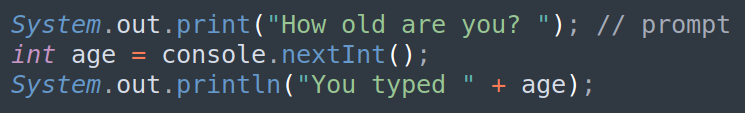 System.out.print("How old are you? "); // prompt
int age = console.nextInt();
System.out.println("You typed " + age);